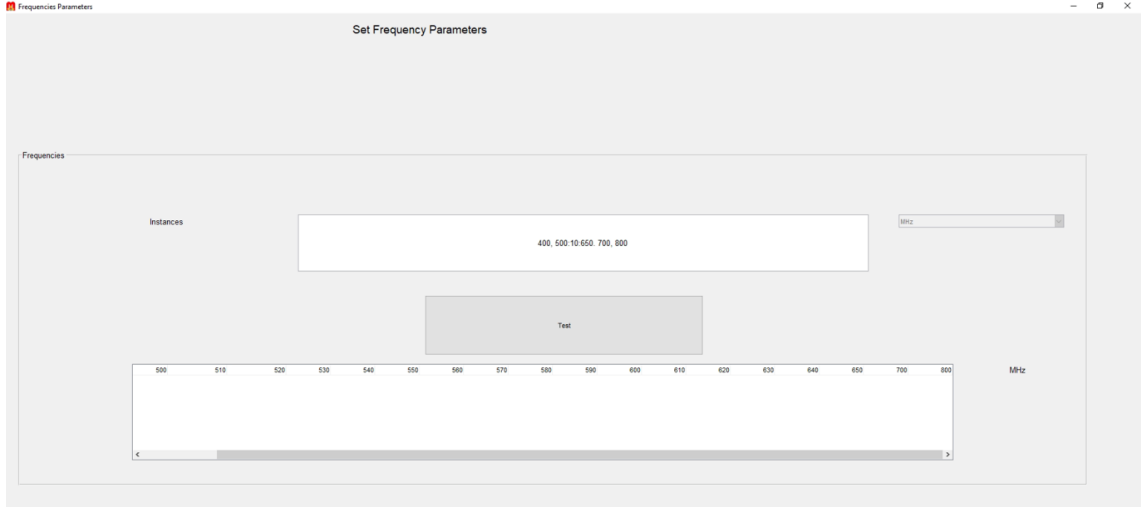 Frequencies Parameters
Set Frequency Parameters
Frequencies
Instances 400, 500:10:650. 700, 800 MHz
Test
500 510 520 530 540 550 560 570 580 590 600 610 620 630 640 650 700 800 MHz